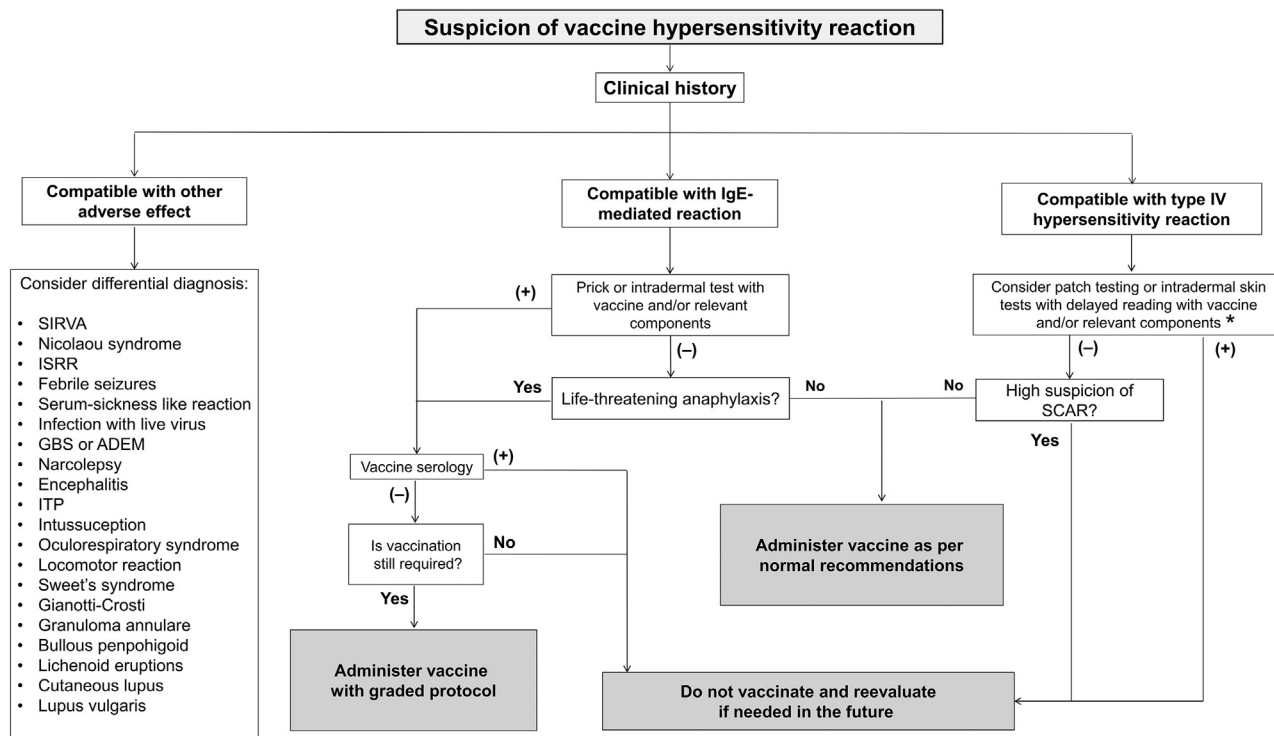 Suspicion of vaccine hypersensitivity reaction
Clinical history
Compatible with other
adverse effect
Consider differential diagnosis:
• SIRVA
• Nicolaou syndrome
• ISRR
• Febrile seizures
• Serum-sickness like reaction
• Infection with live virus
• GBS or ADEM
• Narcolepsy
• Encephalitis
• ITP
• Intussuception
• Oculorespiratory syndrome
• Locomotor reaction
• Sweet's syndrome
• Gianotti-Crosti
• Granuloma annulare
• Bullous penpohigoid
• Lichenoid eruptions
• Cutaneous lupus
• Lupus vulgaris
Compatible with IgE-
mediated reaction
Prick or intradermal test with
vaccine and/or relevant
components
(+)
(–)
Life-threatening anaphylaxis?
Yes
No
Vaccine serology
(+)
(–)
Is vaccination
still required?
No
Yes
Administer vaccine
with graded protocol
Compatible with type IV
hypersensitivity reaction
Consider patch testing or intradermal skin
tests with delayed reading with vaccine
and/or relevant components *
(–)
(+)
High suspicion of
SCAR?
No
Yes
Administer vaccine as per
normal recommendations
Do not vaccinate and reevaluate
if needed in the future